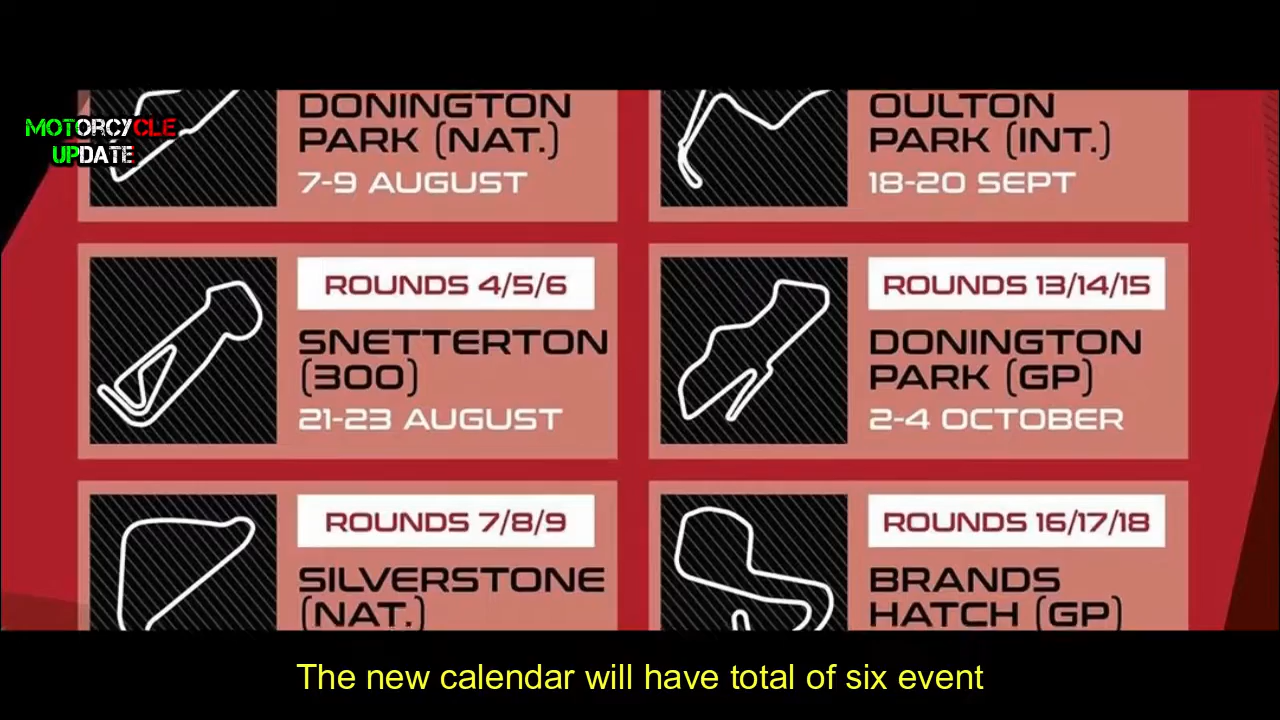 MOTORCYCLE
UPDATE
DONINGTON
PARK (NAT.)
7-9 AUGUST
OULTON
PARK (INT.)
18-20 SEPT
ROUNDS 4/5/6
SNETTERTON
(300)
21-23 AUGUST
ROUNDS 13/14/15
DONINGTON
PARK (GP)
2-4 OCTOBER
ROUNDS 7/8/9
SILVERSTONE
(NAT.)
ROUNDS 16/17/18
BRANDS
HATCH (GP)
The new calendar will have total of six event